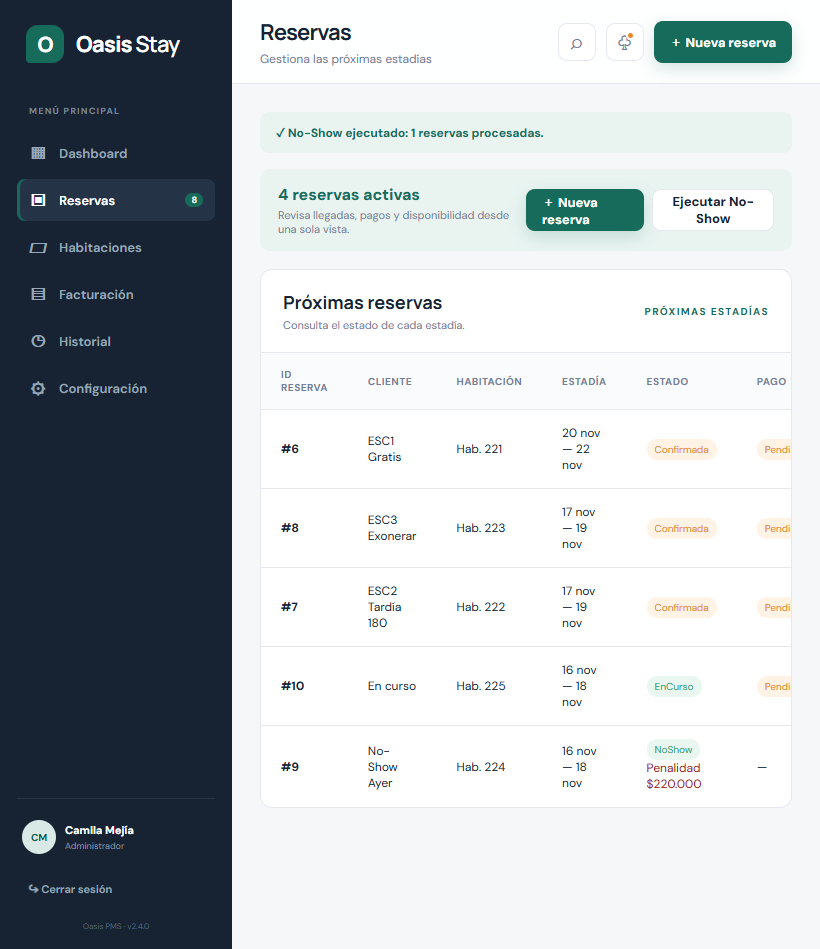 O Oasis Stay
MENÚ PRINCIPAL
Dashboard
Reservas 8
Habitaciones
Facturación
Historial
Configuración
CM Camila Mejía
Administrador
Cerrar sesión
Oasis PMS · v2.4.0
Reservas
Gestiona las próximas estadías
+ Nueva reserva
✓ No-Show ejecutado: 1 reservas procesadas.
4 reservas activas
Revisa llegadas, pagos y disponibilidad desde
una sola vista.
+ Nueva
reserva
Ejecutar No-
Show
Próximas reservas
Consulta el estado de cada estadía.
PRÓXIMAS ESTADÍAS
ID
RESERVA
CLIENTE
HABITACIÓN
ESTADÍA
ESTADO
PAGO
#6
ESC1
Gratis
Hab. 221
20 nov
— 22
nov
Confirmada
Pendi
#8
ESC3
Exonerar
Hab. 223
17 nov
— 19
nov
Confirmada
Pendi
#7
ESC2
Tardía
180
Hab. 222
17 nov
— 19
nov
Confirmada
Pendi
#10
En curso
Hab. 225
16 nov
— 18
nov
EnCurso
Pendi
#9
No-
Show
Ayer
Hab. 224
16 nov
— 18
nov
NoShow
Penalidad
$220.000
—